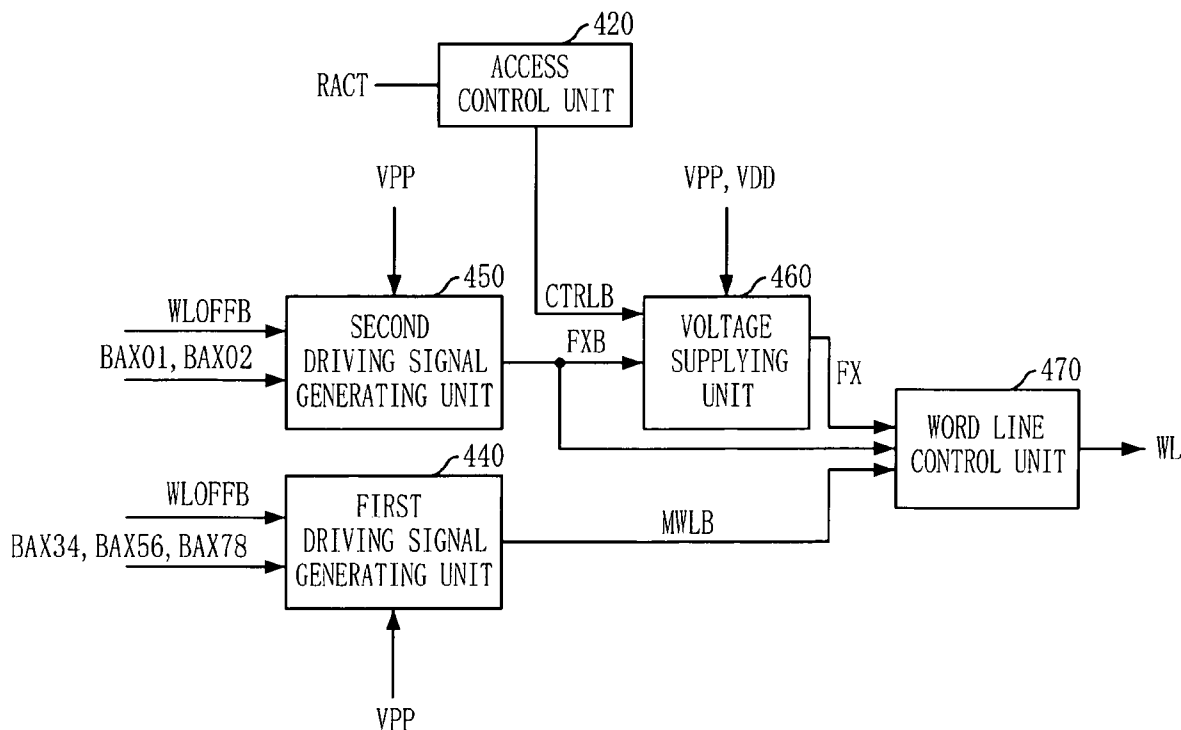 420
ACCESS
CONTROL UNIT
RACT
VPP
VPP, VDD
450
460
WLOFFB
BAX01, BAX02
SECOND
DRIVING SIGNAL
GENERATING UNIT
CTRLB
FXB
VOLTAGE
SUPPLYING
UNIT
FX
470
WORD LINE
CONTROL UNIT
WL
440
WLOFFB
BAX34, BAX56, BAX78
FIRST
DRIVING SIGNAL
GENERATING UNIT
MWLB
VPP